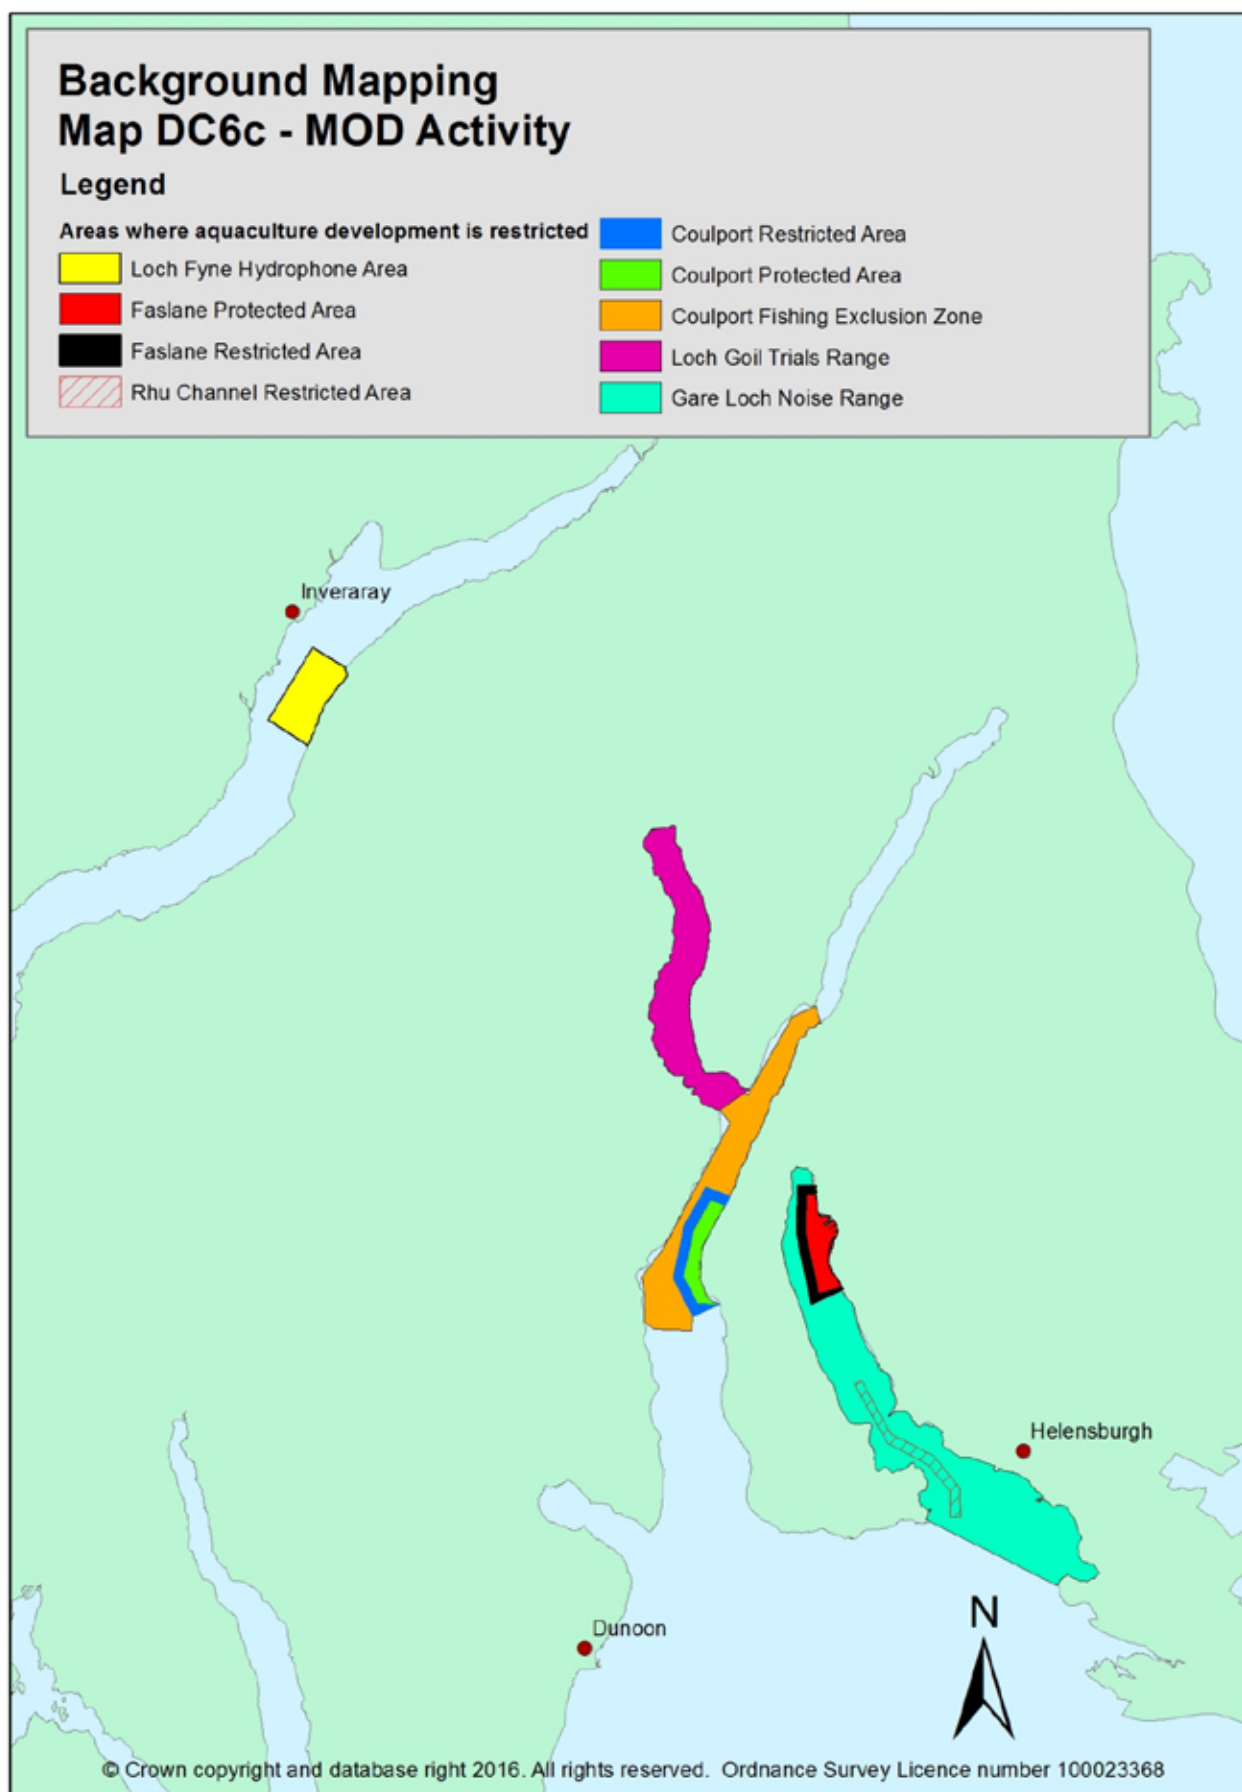 Background Mapping
Map DC6c - MOD Activity
Legend
Areas where aquaculture development is restricted
Loch Fyne Hydrophone Area
Faslane Protected Area
Faslane Restricted Area
Rhu Channel Restricted Area
Coulport Restricted Area
Coulport Protected Area
Coulport Fishing Exclusion Zone
Loch Goil Trials Range
Gare Loch Noise Range
Inveraray
Helensburgh
Dunoon
N
© Crown copyright and database right 2016. All rights reserved. Ordnance Survey Licence number 100023368